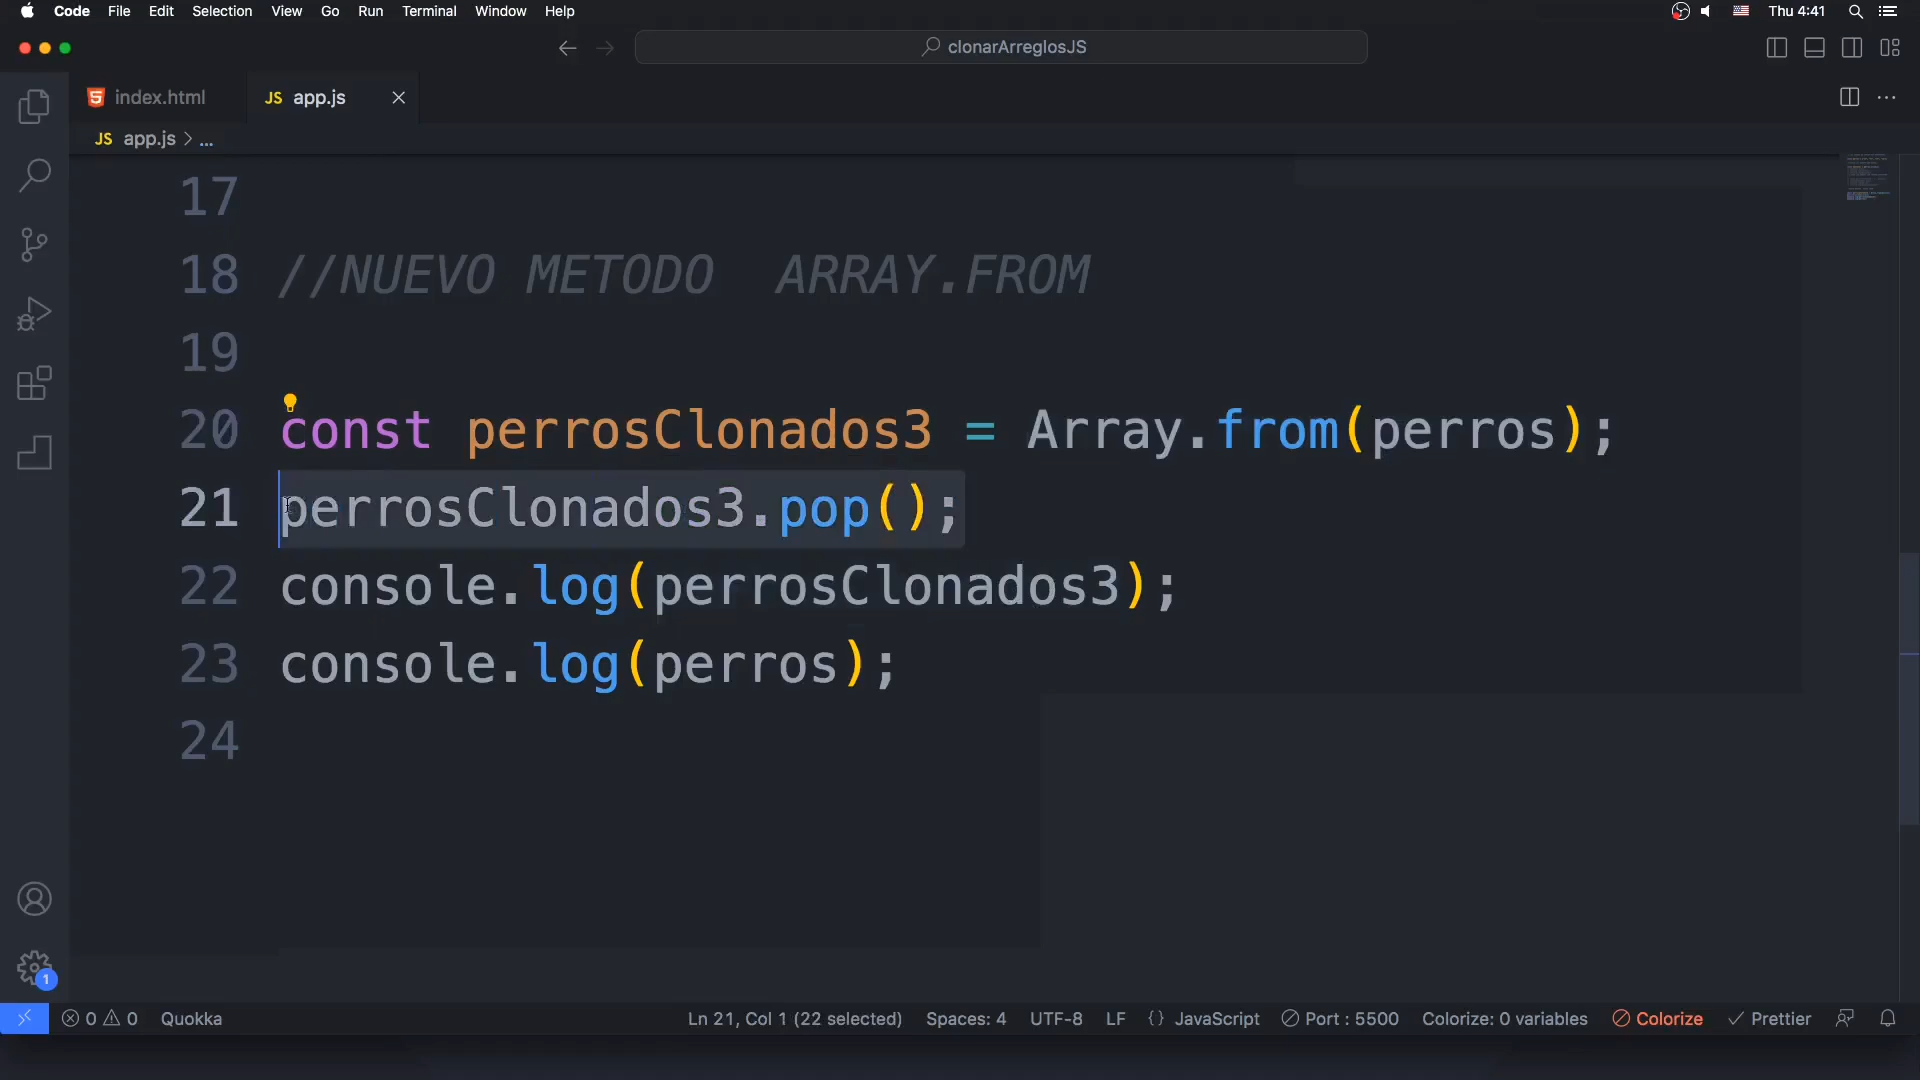 Code File Edit Selection View Go Run Terminal Window Help Thu 4:41
clonarArreglosJS
index.html JS app.js
JS app.js > ...
17
18 //NUEVO METODO ARRAY.FROM
19
20 const perrosClonados3 = Array.from(perros);
21 perrosClonados3.pop();
22 console.log(perrosClonados3);
23 console.log(perros);
24
1
0 0 Quokka Ln 21, Col 1 (22 selected) Spaces: 4 UTF-8 LF {} JavaScript Port : 5500 Colorize: 0 variables Colorize Prettier